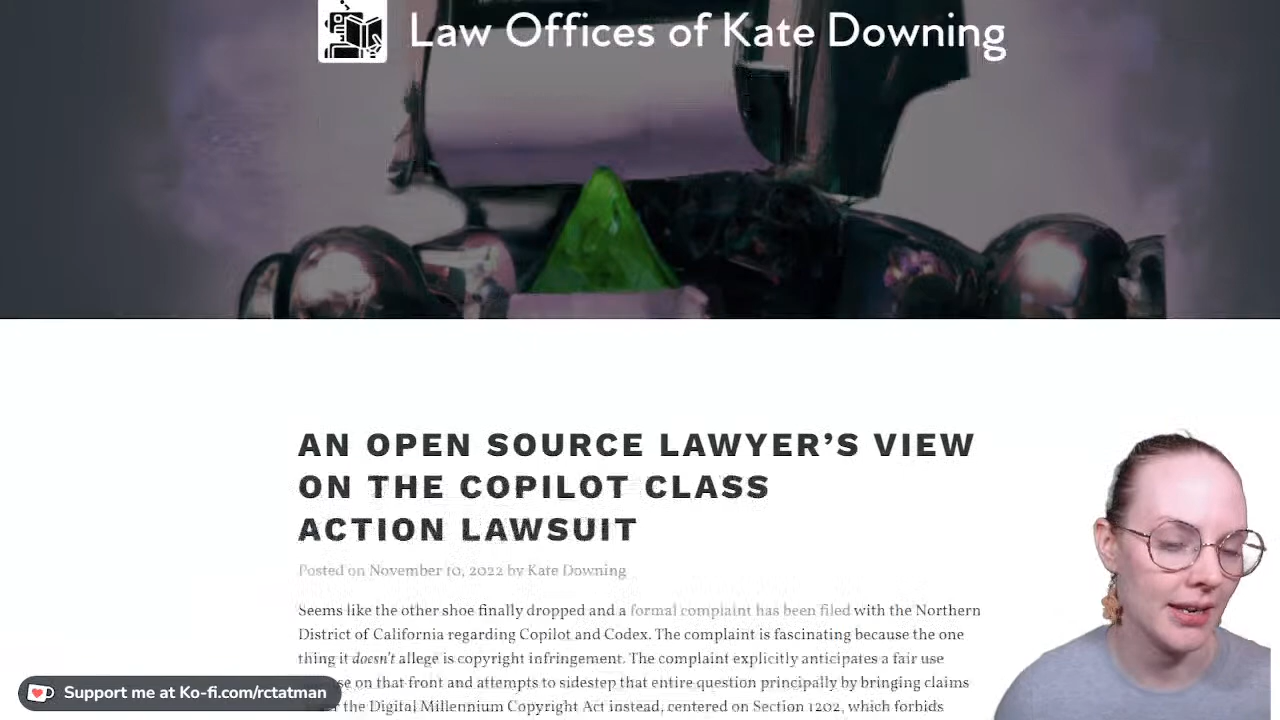 Law Offices of Kate Downing
AN OPEN SOURCE LAWYER'S VIEW
ON THE COPILOT CLASS
ACTION LAWSUIT
Posted on November 10, 2022 by Kate Downing
Seems like the other shoe finally dropped and a formal complaint has been filed with the Northern
District of California regarding Copilot and Codex. The complaint is fascinating because the one
thing it doesn't allege is copyright infringement. The complaint explicitly anticipates a fair use
on that front and attempts to sidestep that entire question principally by bringing claims
the Digital Millennium Copyright Act instead, centered on Section 1202, which forbids
Support me at Ko-fi.com/rctatman